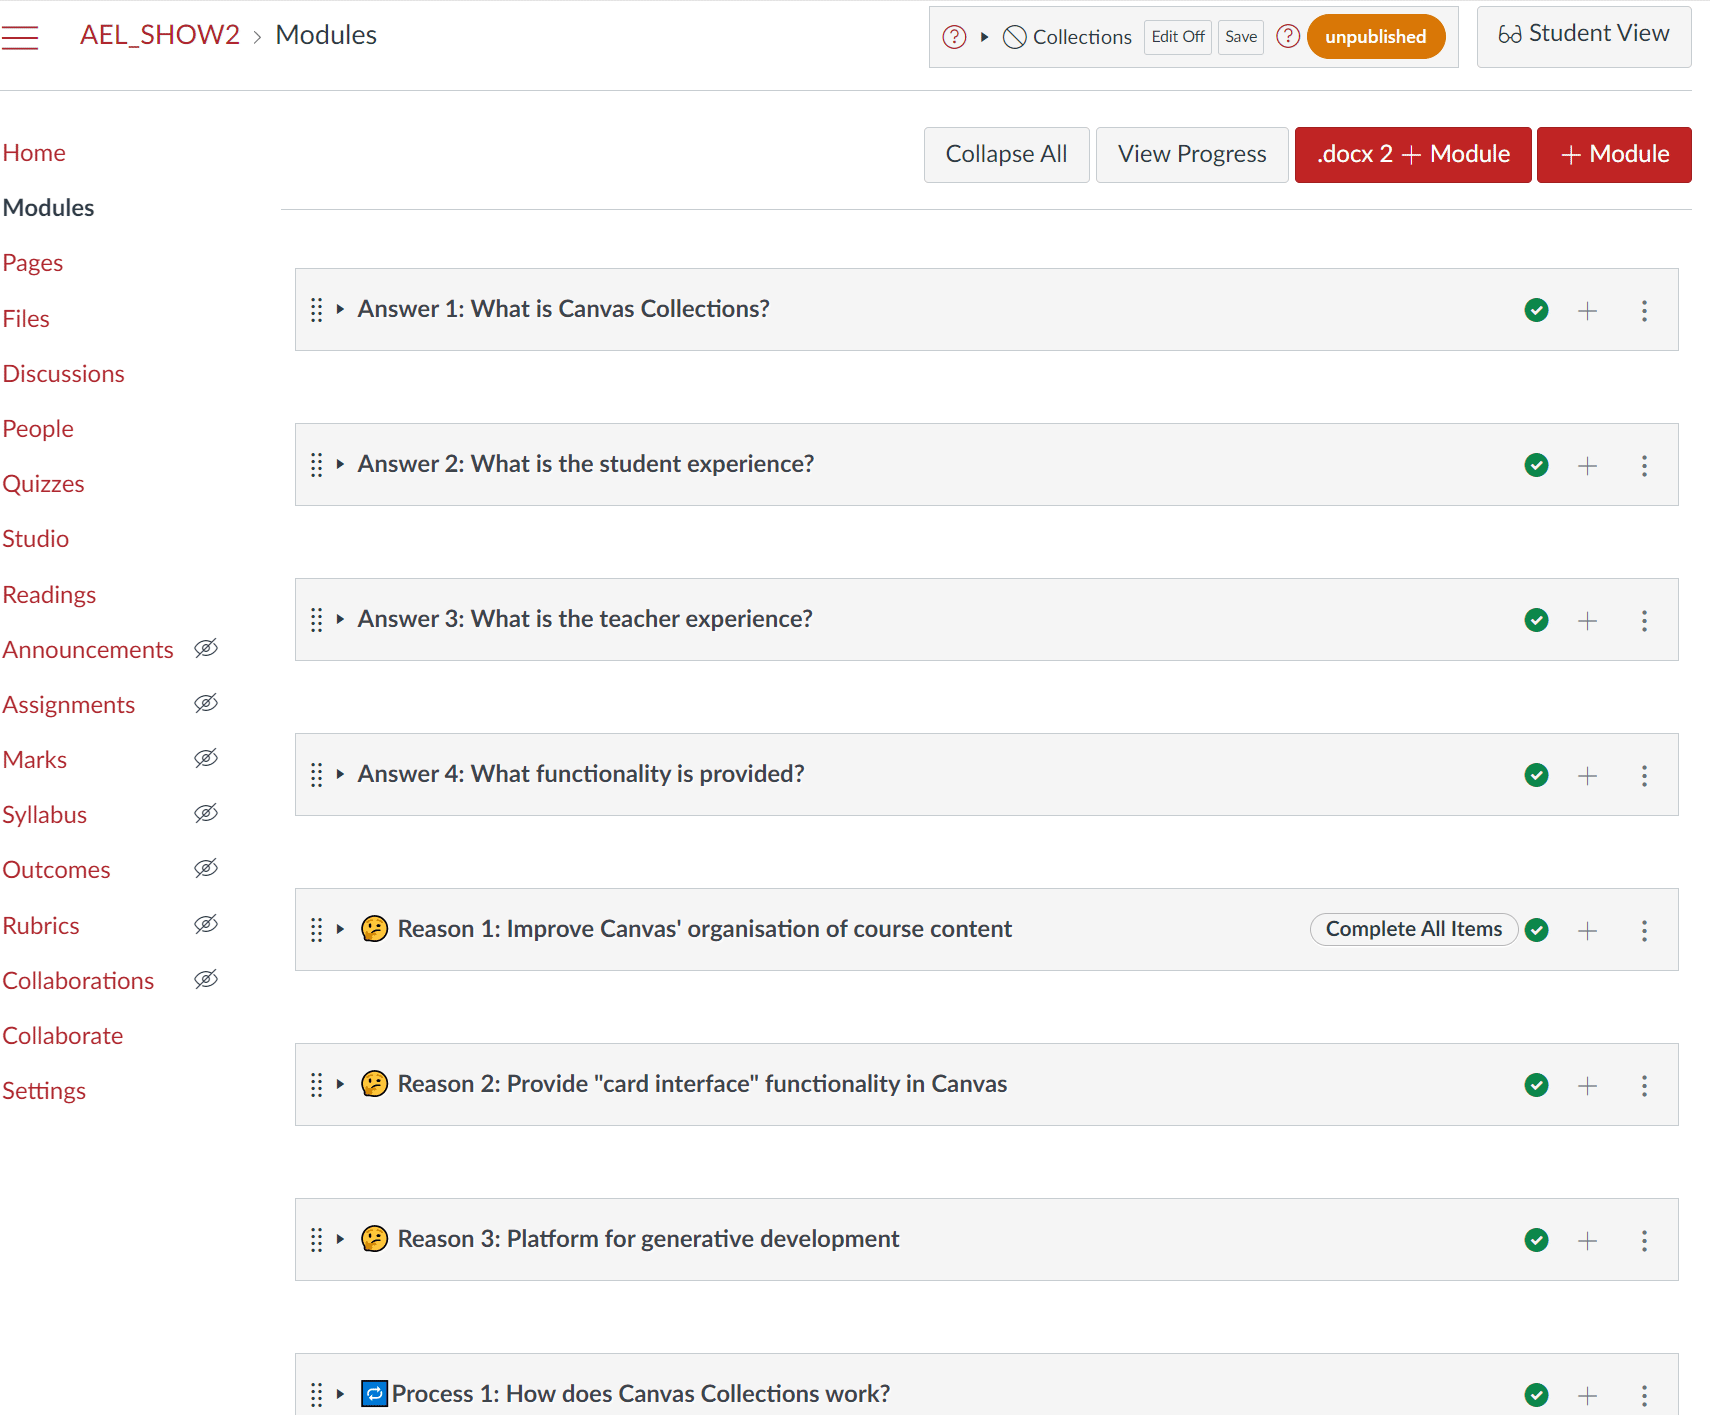 AEL_SHOW2 > Modules
? Collections Edit Off Save ? unpublished
Student View
Collapse All
View Progress
.docx 2 + Module
+ Module
Home
Modules
Pages
Files
Discussions
People
Quizzes
Studio
Readings
Announcements
Assignments
Marks
Syllabus
Outcomes
Rubrics
Collaborations
Collaborate
Settings
Answer 1: What is Canvas Collections?
Answer 2: What is the student experience?
Answer 3: What is the teacher experience?
Answer 4: What functionality is provided?
🤔 Reason 1: Improve Canvas' organisation of course content Complete All Items
🤔 Reason 2: Provide "card interface" functionality in Canvas
🤔 Reason 3: Platform for generative development
🔁 Process 1: How does Canvas Collections work?